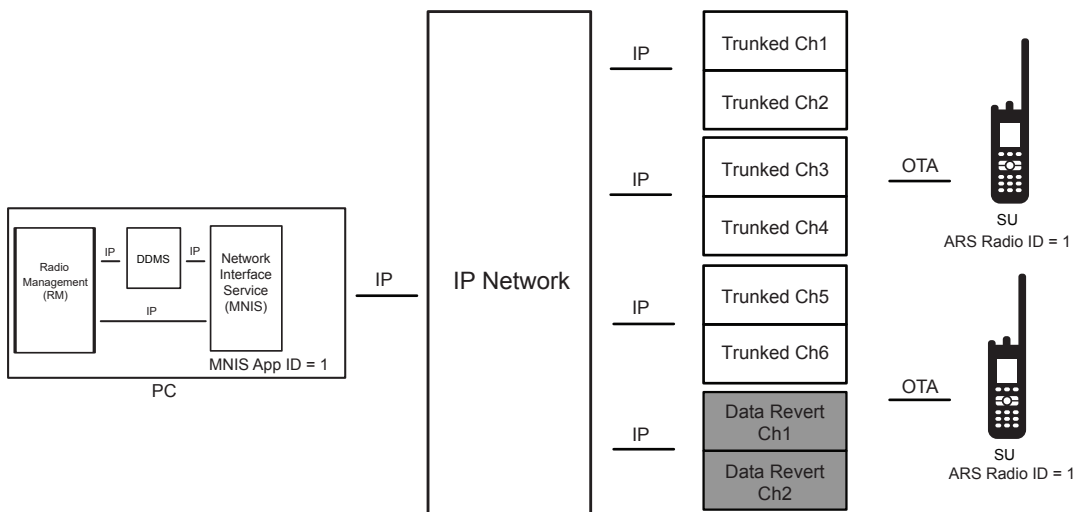 Radio
Management
(RM)
IP
DDMS
IP
Network
Interface
Service
(MNIS)
IP
MNIS App ID = 1
PC
IP
IP Network
IP
Trunked Ch1
Trunked Ch2
IP
Trunked Ch3
Trunked Ch4
IP
Trunked Ch5
Trunked Ch6
IP
Data Revert
Ch1
Data Revert
Ch2
OTA
SU
ARS Radio ID = 1
OTA
SU
ARS Radio ID = 1